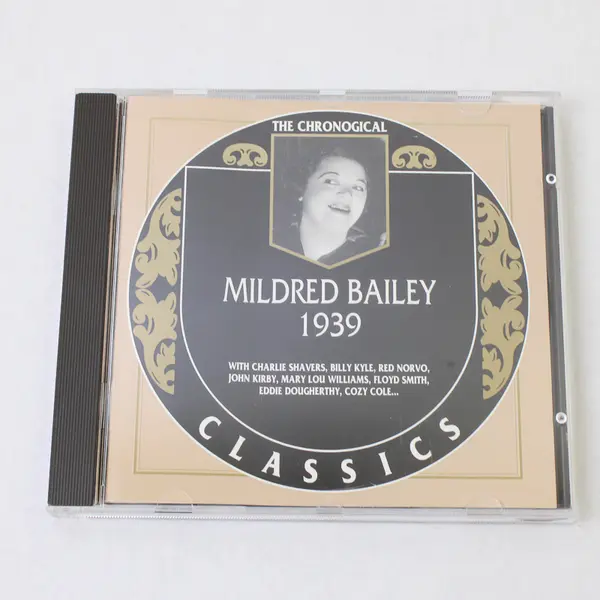 THE CHRONOGICAL
MILDRED BAILEY
1939
WITH CHARLIE SHAVERS, BILLY KYLE, RED NORVO,
JOHN KIRBY, MARY LOU WILLIAMS, FLOYD SMITH,
EDDIE DOUGHERTHY, COZY COLE...
CLASSICS